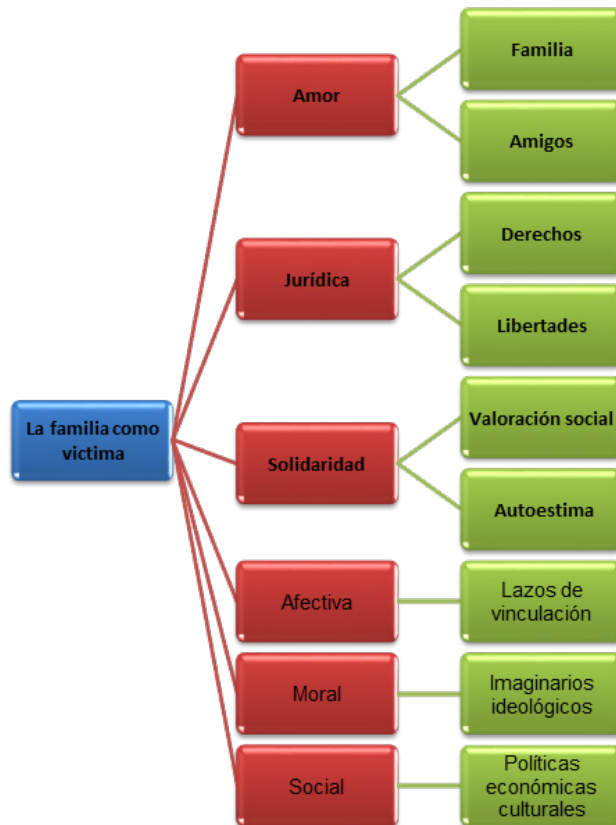 La familia como
victima
Amor
Familia
Amigos
Jurídica
Derechos
Libertades
Solidaridad
Valoración social
Autoestima
Afectiva
Lazos de
vinculación
Moral
Imaginarios
ideológicos
Social
Políticas
económicas
culturales